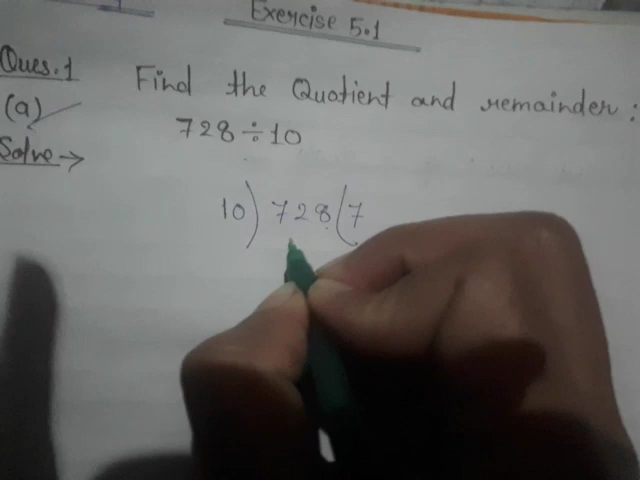 Exercise 5.1
Ques.1 Find the Quotient and remainder:
(a) 728÷10
Solve→
10)728(7